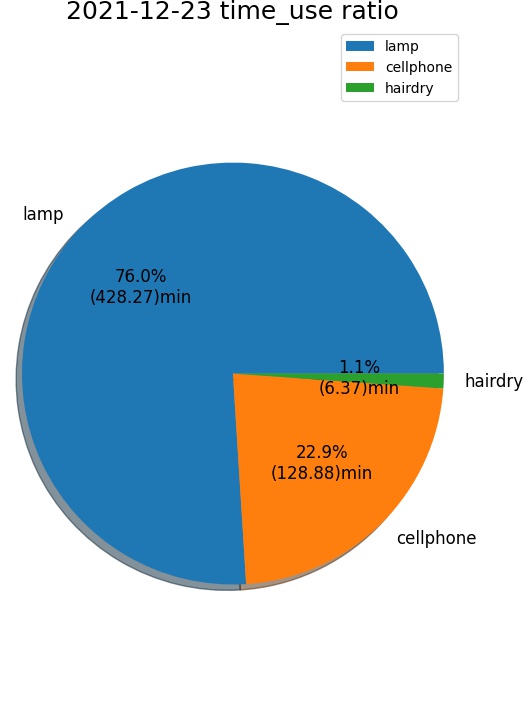 2021-12-23 time_use ratio
lamp
cellphone
hairdry
lamp
76.0%
(428.27)min
1.1%
(6.37)min
hairdry
22.9%
(128.88)min
cellphone